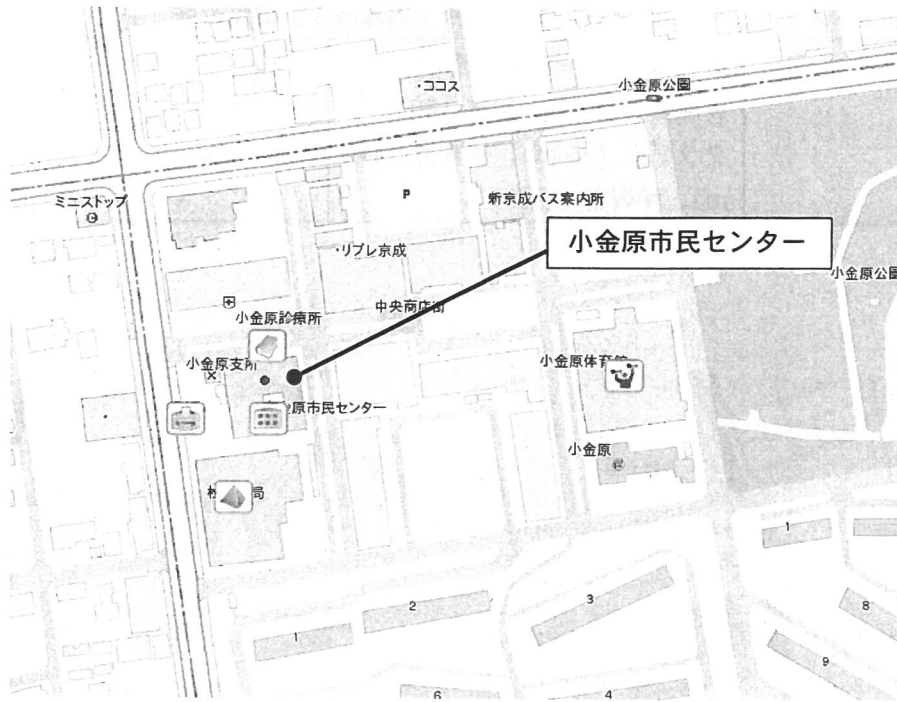 ・ココス
小金原公園
ミニストップ
P
新京成バス案内所
小金原市民センター
・リブレ京成
小金原公園
中央商店街
小金原診療所
小金原支所
小金原体育館
原市民センター
小金原
局
1
2
3
1
8
9
6
4